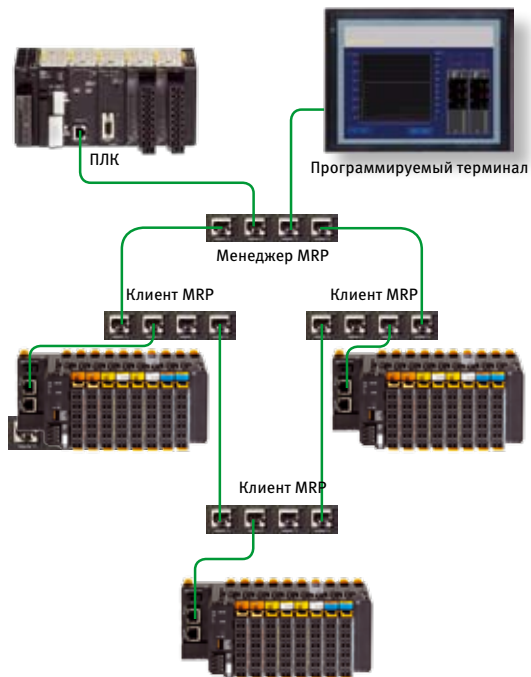 ПЛК
Программируемый терминал
Менеджер MRP
Клиент MRP
Клиент MRP
Клиент MRP